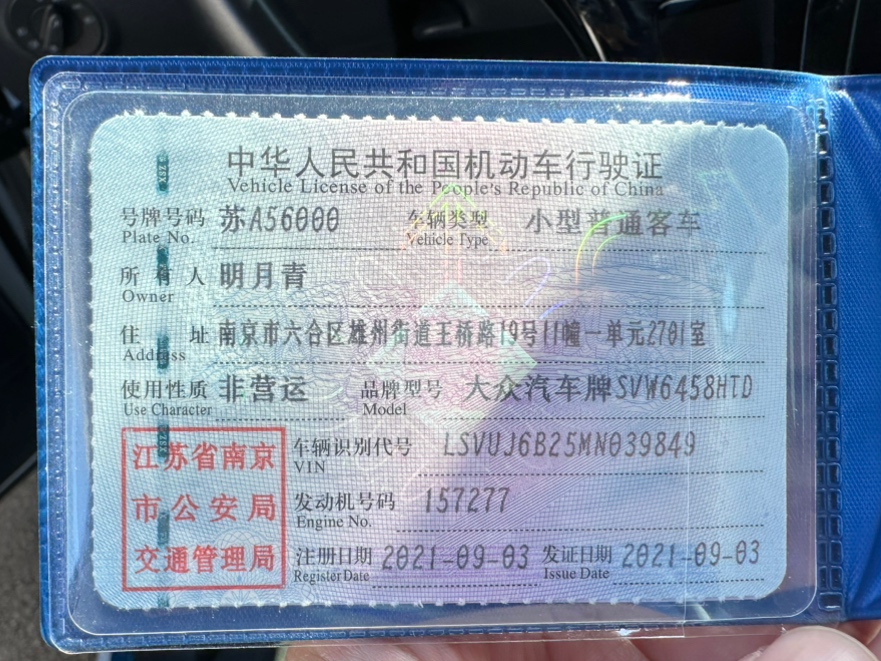 中华人民共和国机动车行驶证
Vehicle License of the People's Republic of China
号牌号码 苏A56000 车辆类型 小型普通客车
Plate No. Vehicle Type
所有人 明月青
Owner
住址 南京市六合区雄州街道王桥路19号11幢一单元2701室
Address
使用性质 非营运 品牌型号 大众汽车牌SVW6458HTD
Use Character Model
江苏省南京
市公安局
交通管理局
车辆识别代号 LSVUJ6B25MN039849
VIN
发动机号码 157277
Engine No.
注册日期 2021-09-03 发证日期 2021-09-03
Register Date Issue Date